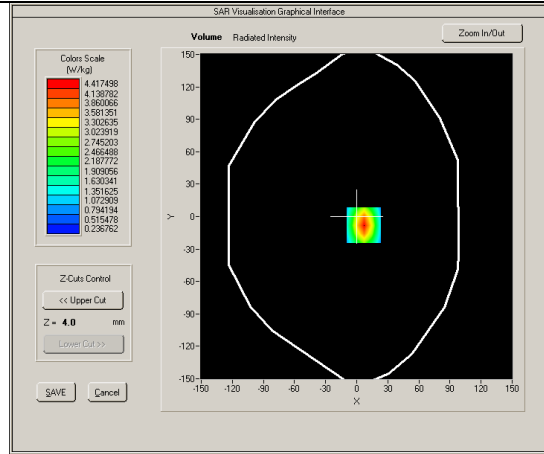 SAR Visualisation Graphical Interface
Volume Radiated Intensity
Zoom In/Out
Colors Scale
(W/kg)
4.417498
4.138782
3.860066
3.581351
3.302635
3.023919
2.745203
2.466488
2.187772
1.909056
1.630341
1.351625
1.072909
0.794194
0.515478
0.236762
Z-Cuts Control
<< Upper Cut
Z = 4.0 mm
Lower Cut >>
SAVE Cancel
150
120
90
60
30
Y 0
-30
-60
-90
-120
-150
-150 -120 -90 -60 -30 0 30 60 90 120 150
X